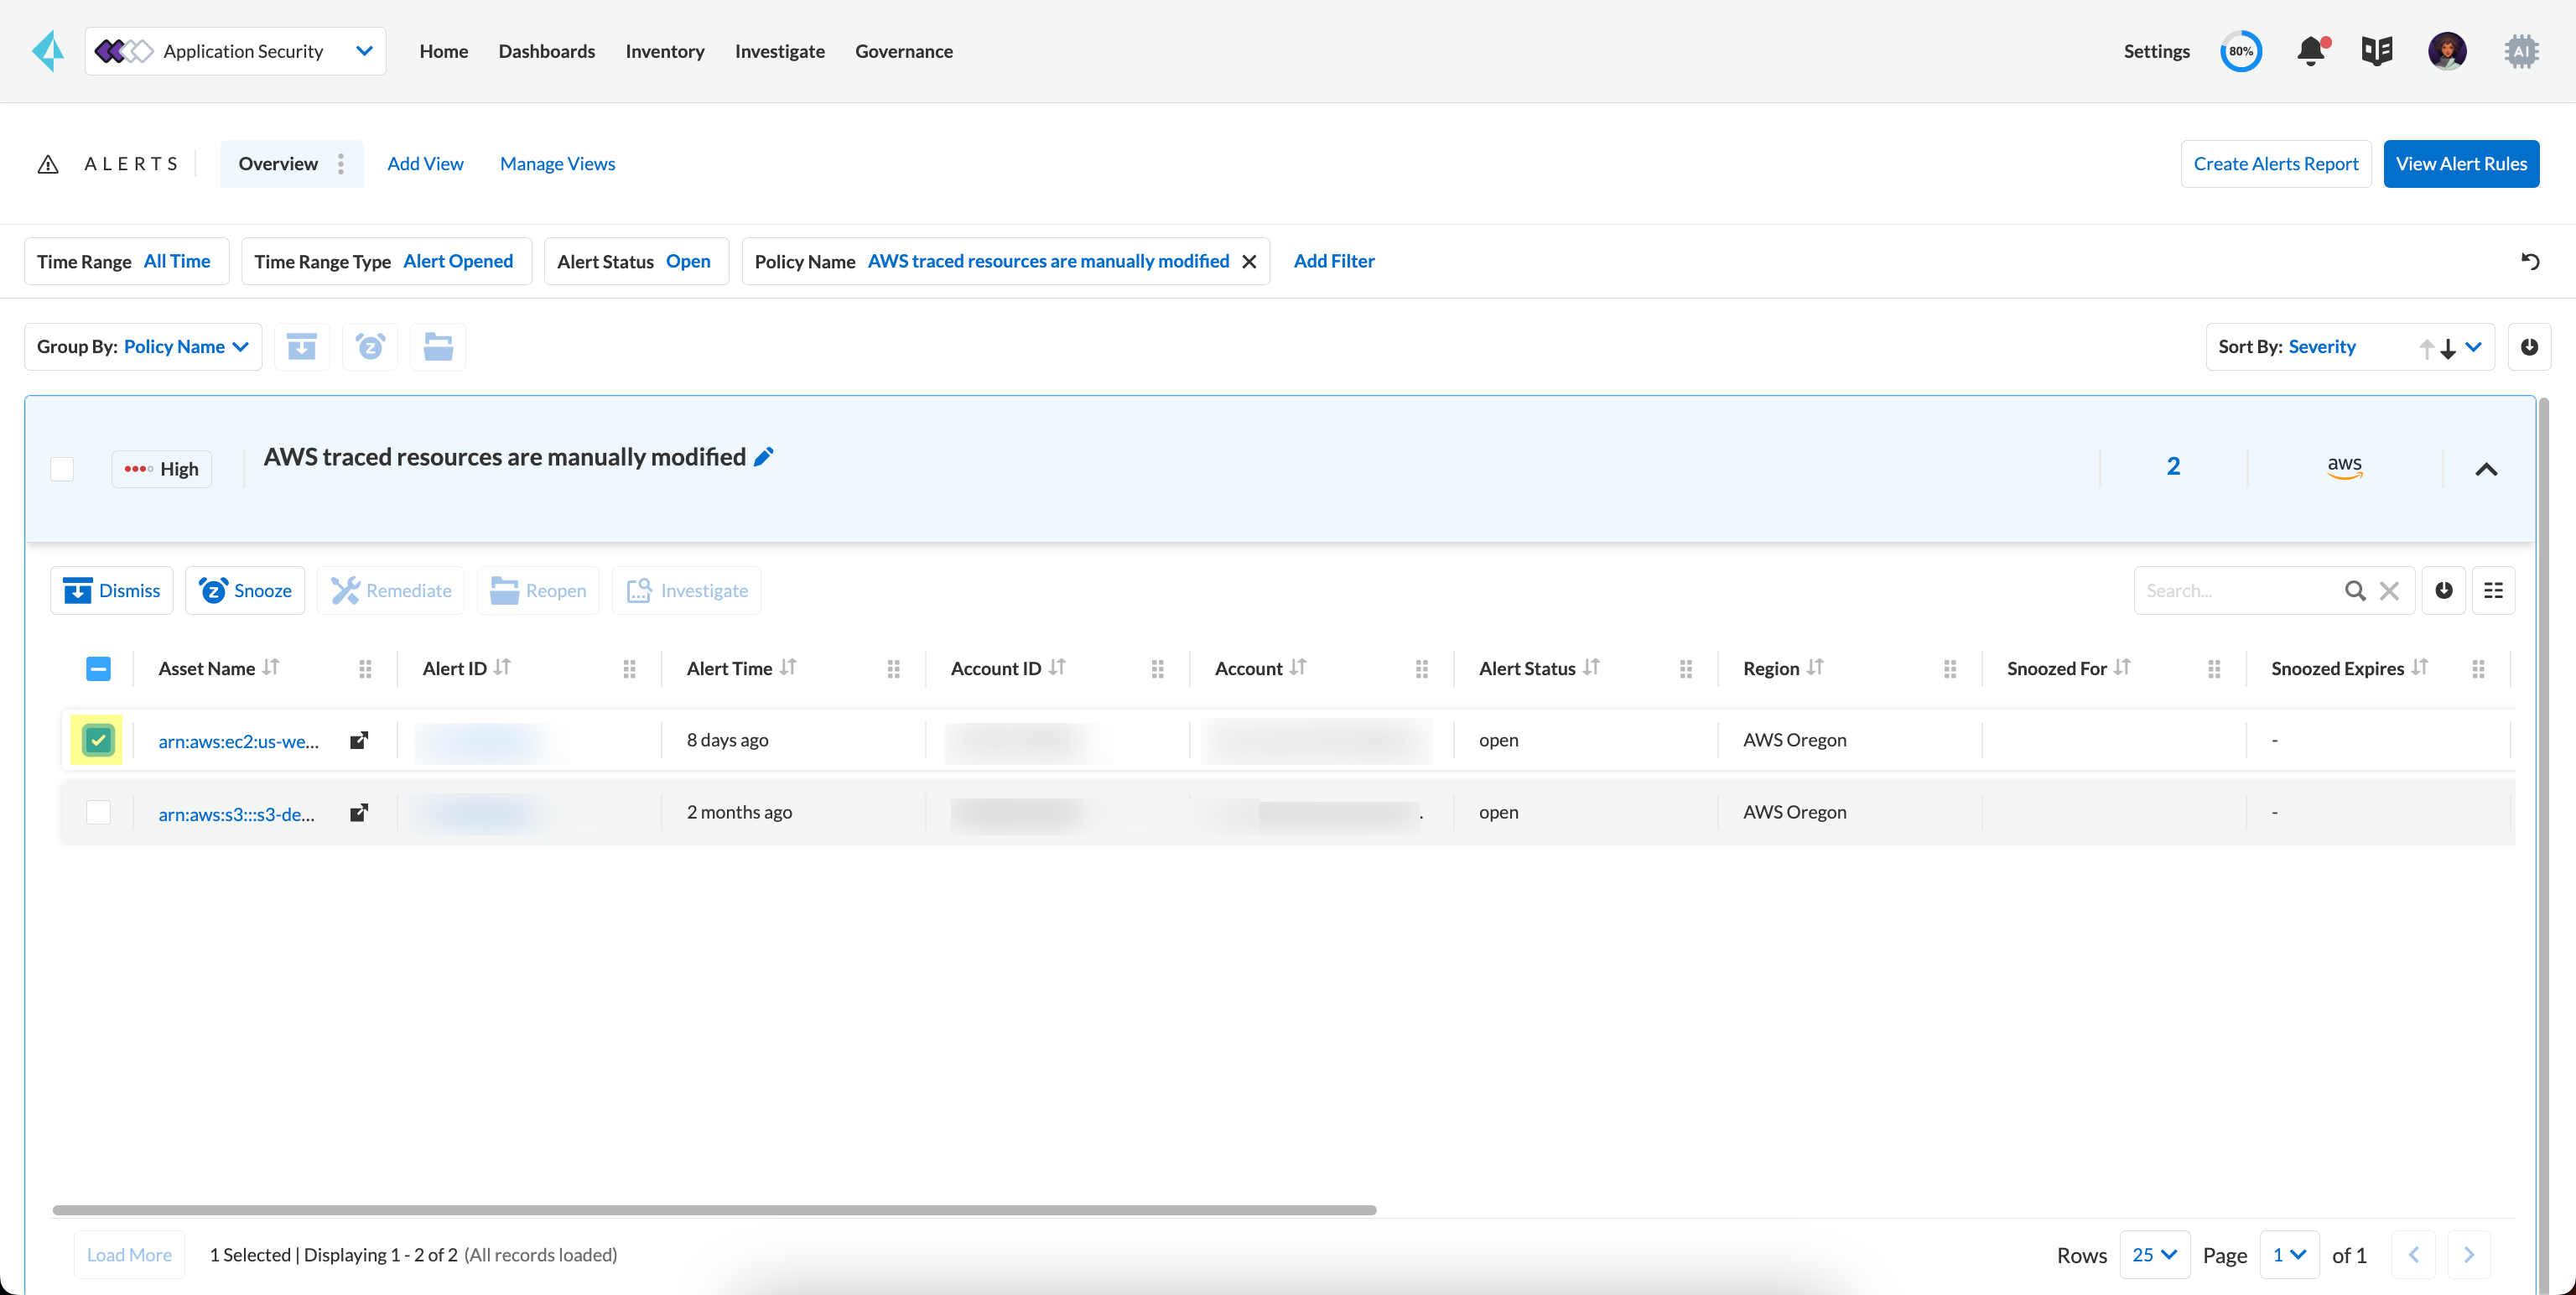 Application Security Home Dashboards Inventory Investigate Governance Settings 80% AI
ALERTS Overview Add View Manage Views Create Alerts Report View Alert Rules
Time Range All Time Time Range Type Alert Opened Alert Status Open Policy Name AWS traced resources are manually modified Add Filter
Group By: Policy Name Sort By: Severity
High AWS traced resources are manually modified 2 aws
Dismiss Snooze Remediate Reopen Investigate Search...
Asset Name Alert ID Alert Time Account ID Account Alert Status Region Snoozed For Snoozed Expires
arn:aws:ec2:us-we... 8 days ago open AWS Oregon -
arn:aws:s3:::s3-de... 2 months ago . open AWS Oregon -
Load More 1 Selected | Displaying 1 - 2 of 2 (All records loaded) Rows 25 Page 1 of 1